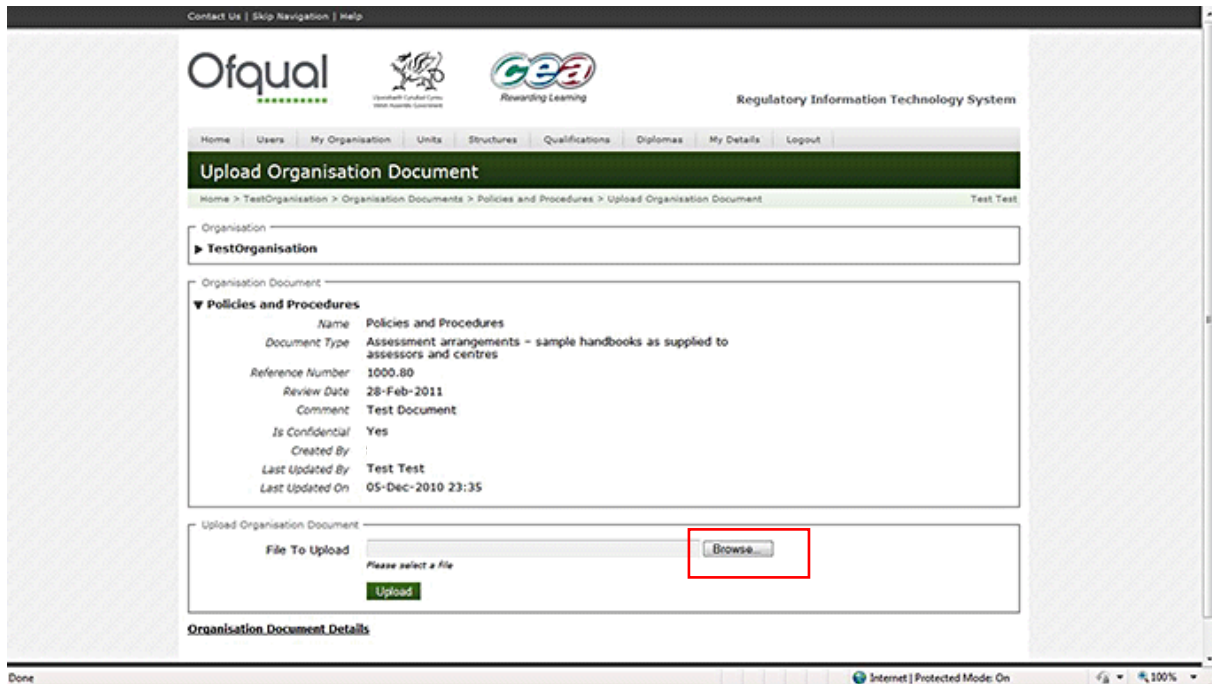 Contact Us | Skip Navigation | Help
Ofqual
Rewarding Learning
Regulatory Information Technology System
Home Users My Organisation Units Structures Qualifications Diplomas My Details Logout
Upload Organisation Document
Home > TestOrganisation > Organisation Documents > Policies and Procedures > Upload Organisation Document Test Test
Organisation
TestOrganisation
Organisation Document
Policies and Procedures
Name Policies and Procedures
Document Type Assessment arrangements – sample handbooks as supplied to
assessors and centres
Reference Number 1000.80
Review Date 28-Feb-2011
Comment Test Document
Is Confidential Yes
Created By
Last Updated By Test Test
Last Updated On 05-Dec-2010 23:35
Upload Organisation Document
File To Upload Browse...
Please select a file
Upload
Organisation Document Details
Done Internet | Protected Mode: On 100%